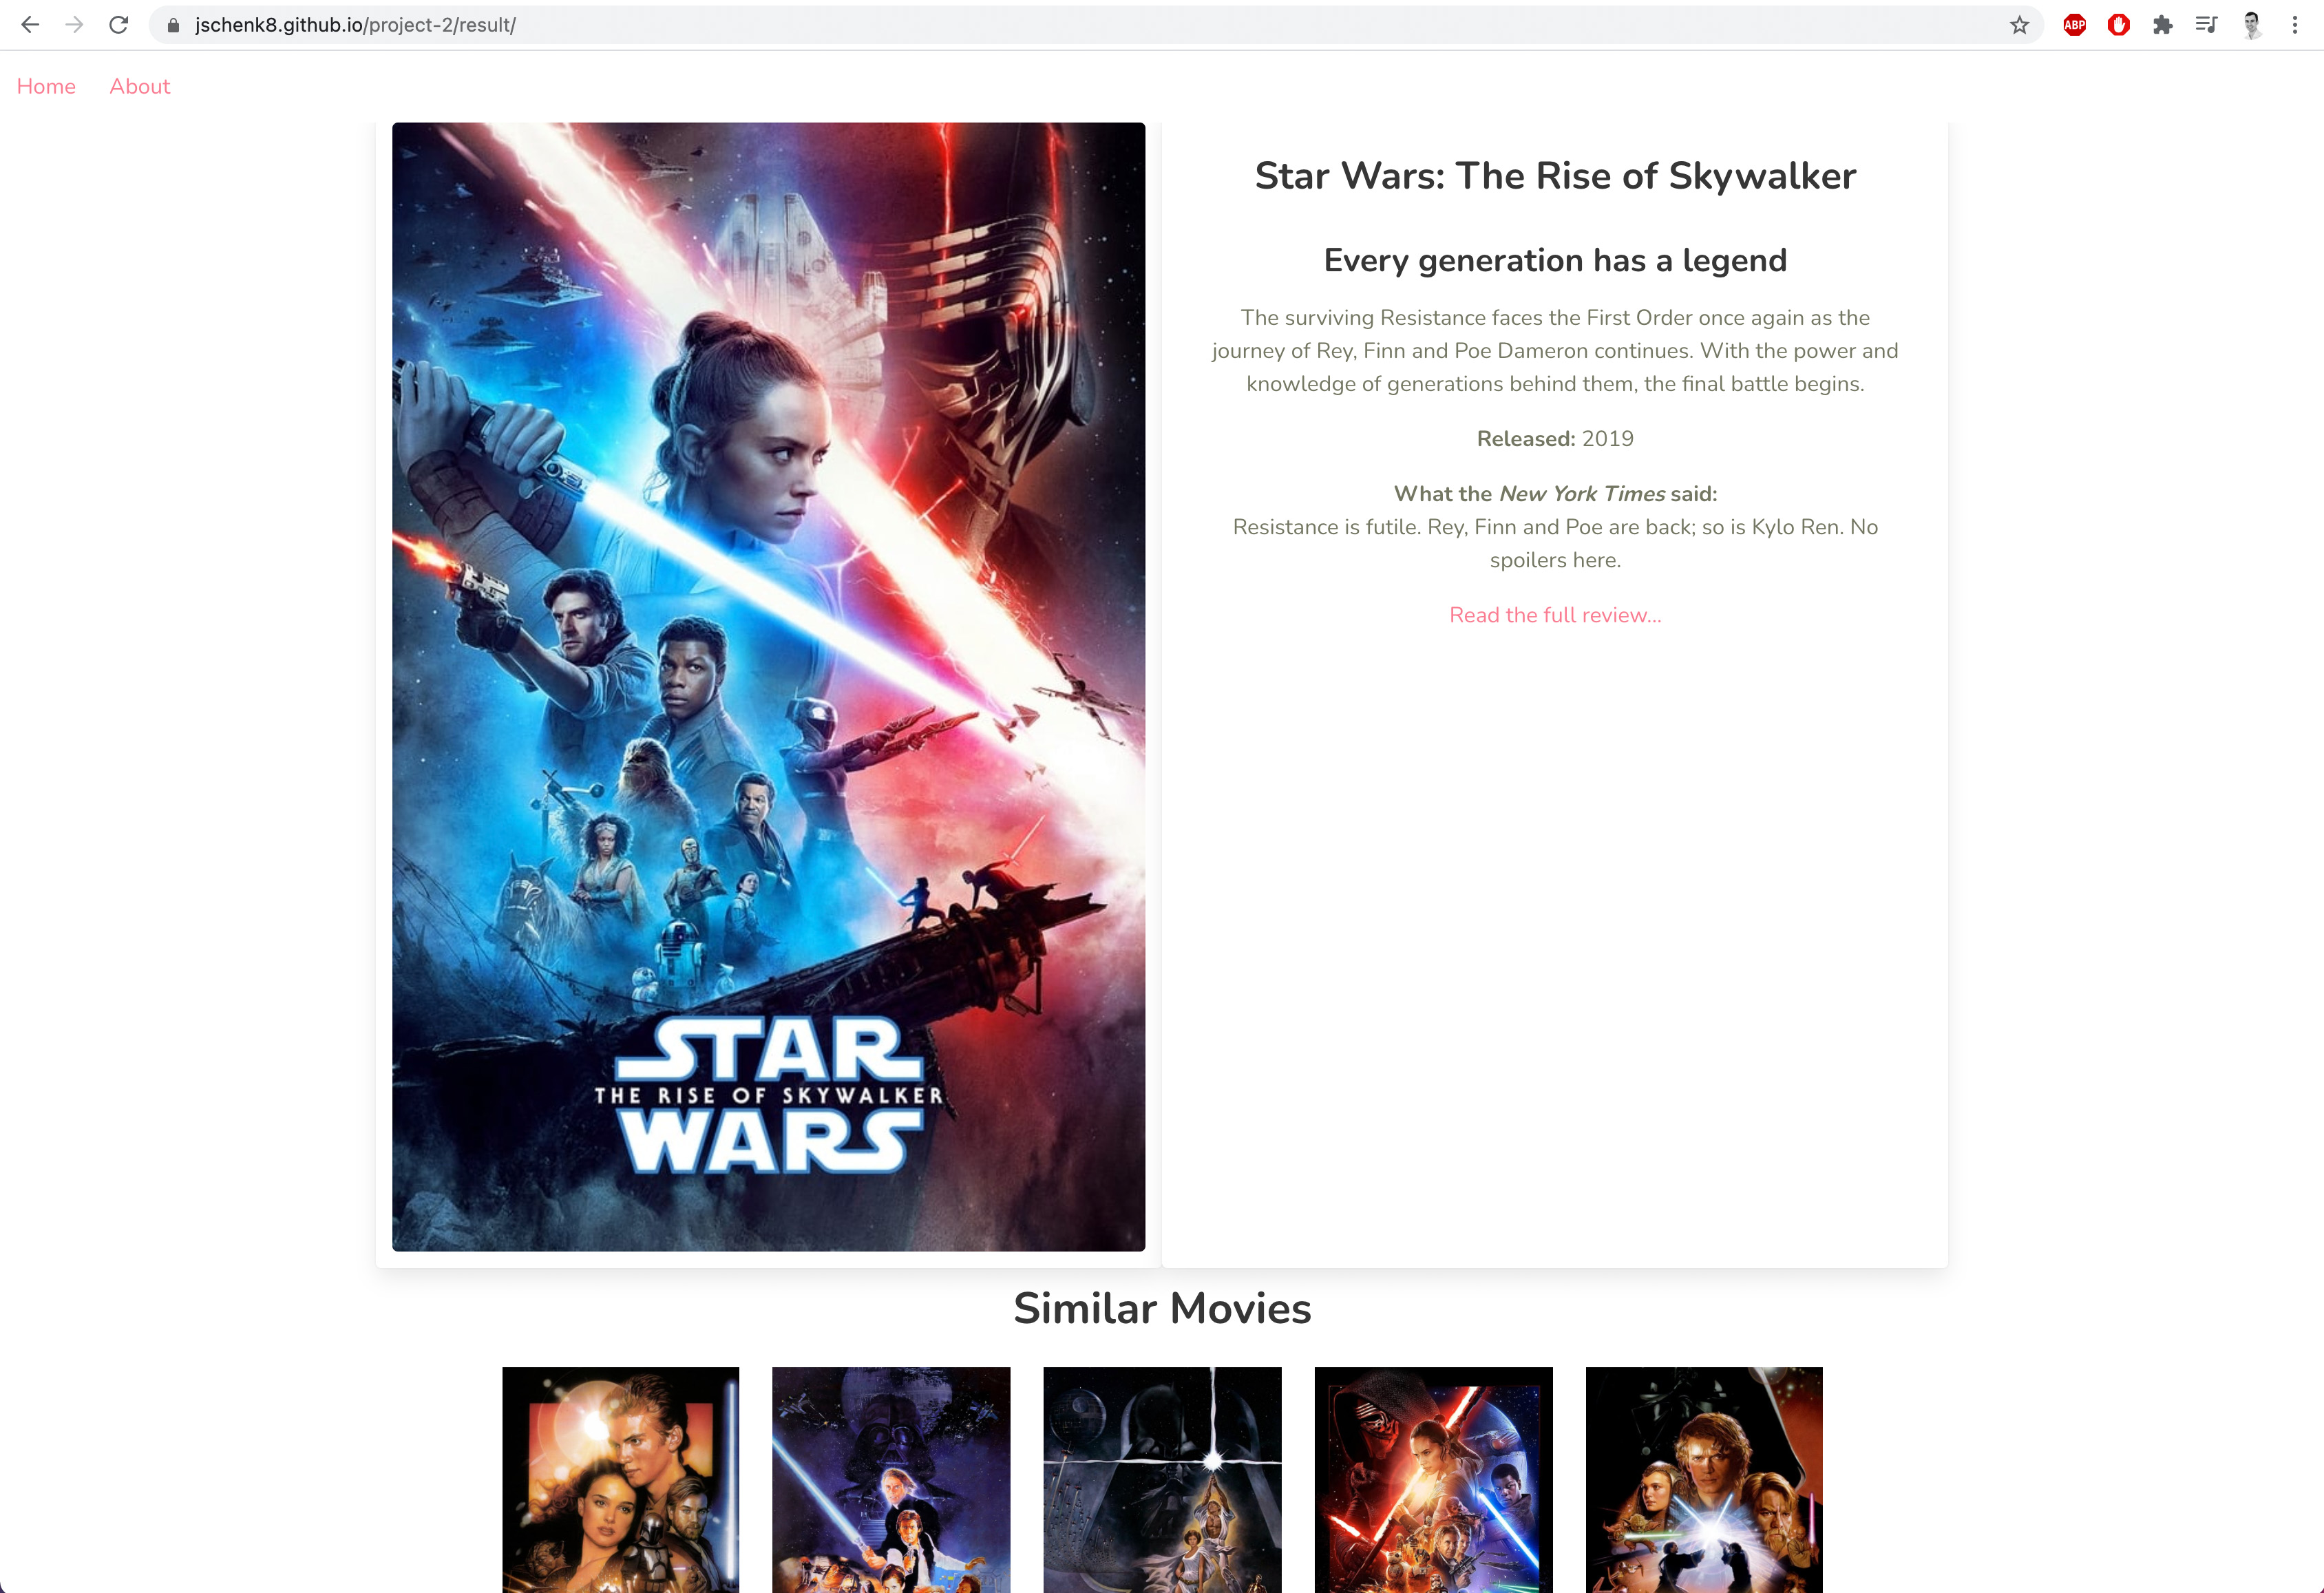 jschenk8.github.io/project-2/result/
ABP
Home About
Star Wars: The Rise of Skywalker
Every generation has a legend
The surviving Resistance faces the First Order once again as the
journey of Rey, Finn and Poe Dameron continues. With the power and
knowledge of generations behind them, the final battle begins.
Released: 2019
What the New York Times said:
Resistance is futile. Rey, Finn and Poe are back; so is Kylo Ren. No
spoilers here.
Read the full review...
STAR
THE RISE OF SKYWALKER
WARS
Similar Movies